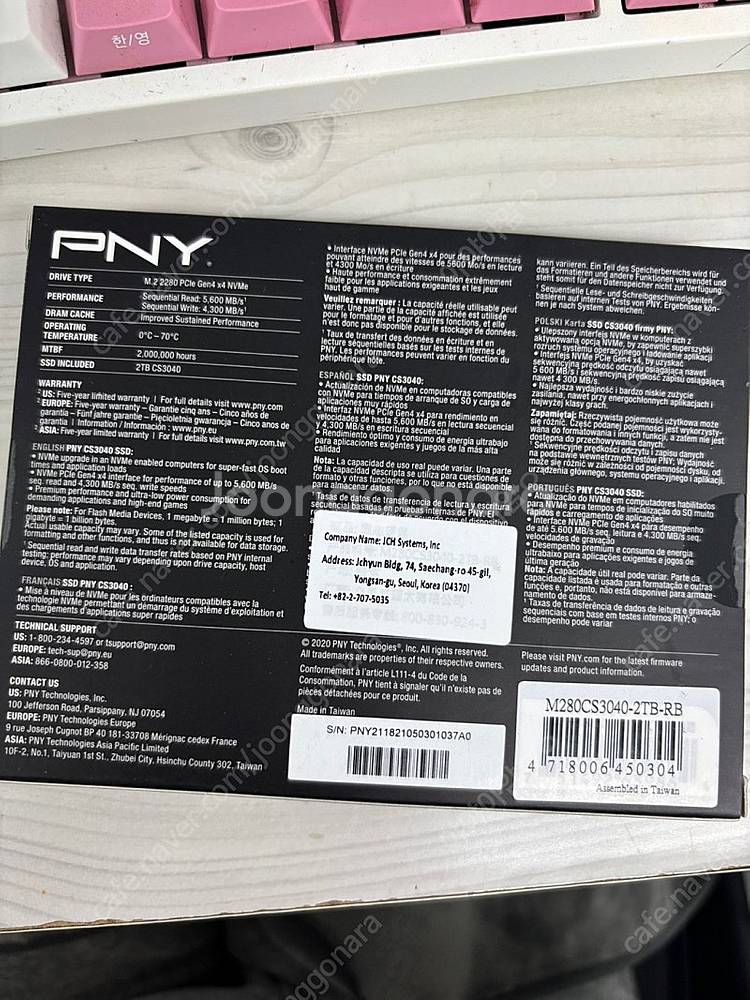 한/영
PNY
DRIVE TYPE M.2 2280 PCIe Gen4 x4 NVMe
PERFORMANCE Sequential Read: 5,600 MB/s¹
Sequential Write: 4,300 MB/s¹
DRAM CACHE Improved Sustained Performance
OPERATING
TEMPERATURE 0°C – 70°C
MTBF 2,000,000 hours
SSD INCLUDED 2TB CS3040
WARRANTY
US: Five-year limited warranty | For full details visit www.pny.com
EUROPE: Five-year warranty – Garantie cinq ans – Cinco años de
garantía – Fünf jahre garantie – Pięcioletnia gwarancja – Cinco anos de
garantia | Information / Información : www.pny.eu
ASIA: Five-year limited warranty | For full details visit www.pny.com.tw
ENGLISH PNY CS3040 SSD:
• NVMe upgrade in an NVMe enabled computers for super-fast OS boot
times and application loads
• NVMe PCIe Gen4 x4 interface for performance of up to 5,600 MB/s
seq. read and 4,300 MB/s seq. write speeds
• Premium performance and ultra-low power consumption for
demanding applications and high-end games
Please note: For Flash Media Devices, 1 megabyte = 1 million bytes; 1
gigabyte = 1 billion bytes. Some of the listed capacity is used for
formatting and other functions, and thus is not available for data storage.
¹ Sequential read and write data transfer rates based on PNY internal
testing; performance may vary depending upon drive capacity, host
device, OS and application.
FRANÇAIS SSD PNY CS3040 :
• Mise à niveau de NVMe pour les ordinateurs compatibles avec la
technologie NVMe permettant un démarrage du système d'exploitation et
des chargements d'applications super rapides
TECHNICAL SUPPORT
US: 1-800-234-4597 or tsupport@pny.com
EUROPE: tech-sup@pny.eu
ASIA: 866-0800-012-358
CONTACT US
US: PNY Technologies, Inc.
100 Jefferson Road, Parsippany, NJ 07054
EUROPE: PNY Technologies Europe
9 rue Joseph Cugnot BP 40 181-33708 Mérignac cedex France
ASIA: PNY Technologies Asia Pacific Limited
10F-2, No.1, Taiyuan 1st St., Zhubei City, Hsinchu County 302, Taiwan
• Interface NVMe PCIe Gen4 x4 pour des performances
pouvant atteindre des vitesses de 5600 Mo/s en lecture
et 4300 Mo/s en écriture
• Haute performance et consommation extrêmement
faible pour les applications exigeantes et les jeux
haut de gamme
Veuillez remarquer : La capacité réelle utilisable peut
varier. Une partie de la capacité affichée est utilisée
pour le formatage et pour d'autres fonctions, et elle
n'est donc pas disponible pour le stockage de données.
¹ Taux de transfert des données en écriture et en
lecture séquentielles basés sur les tests internes de
PNY. Les performances peuvent varier en fonction du
périphérique hôte.
ESPAÑOL SSD PNY CS3040:
• Actualización de NVMe en computadoras compatibles
con NVMe para tiempos de arranque de SO y carga de
aplicaciones muy rápidos
• Interfaz NVMe PCIe Gen4 x4 para rendimiento en
velocidades de hasta 5,600 MB/s en lectura secuencial
y 4,300 MB/s en escritura secuencial
• Rendimiento óptimo y consumo de energía ultrabajo
para aplicaciones exigentes y juegos de la más alta
calidad
Nota: La capacidad de uso real puede variar. Una parte
de la capacidad descripta se utiliza para cuestiones de
formato y otras funciones, por lo que no está disponible
para almacenar datos.
¹Tasas de datos de transferencia de lectura y escritura
Company Name: JCH Systems, Inc
Address: Jchyun Bldg, 74, Saechang-ro 45-gil,
Yongsan-gu, Seoul, Korea (04370)
Tel: +82-2-707-5035
© 2020 PNY Technologies®, Inc. All rights reserved.
All trademarks are properties of their respective owners.
Conformément à l'article L111-4 du Code de la
Consommation, PNY tient à signaler qu'il n'existe pas de
pièces détachées pour ce produit.
Made in Taiwan
S/N: PNY211821050301037A0
kann variieren. Ein Teil des Speicherbereichs wird für
das Formatieren und andere Funktionen verwendet und
steht somit für den Datenspeicher nicht zur Verfügung.
¹ Sequenzielle Lese- und Schreibgeschwindigkeiten
basieren auf internen Tests von PNY. Ergebnisse können
je nach System abweichen.
POLSKI Karta SSD CS3040 firmy PNY:
PORTUGUÊS PNY CS3040 SSD:
• Atualização do NVMe em computadores habilitados
para NVMe para tempos de inicialização do SO muito
rápidos e carregamento de aplicações
• Interface NVMe PCIe Gen4 x4 para desempenho
de até 5.600 MB/s seq. leitura e 4.300 MB/s seq.
velocidades de gravação
• Desempenho premium e consumo de energia
ultrabaixo para aplicações exigentes e jogos de
última geração
Nota: A capacidade útil real pode variar. Parte da
capacidade listada é usada para formatação e outras
funções e, portanto, não está disponível para armazenamento
de dados.
¹ Taxas de transferência de dados de leitura e gravação
sequenciais com base em testes internos PNY; o
desempenho pode variar
Please visit PNY.com for the latest firmware
updates and product information.
M280CS3040-2TB-RB
4 718006 450304
Assembled in Taiwan
cafe.naver.com/joonggonara